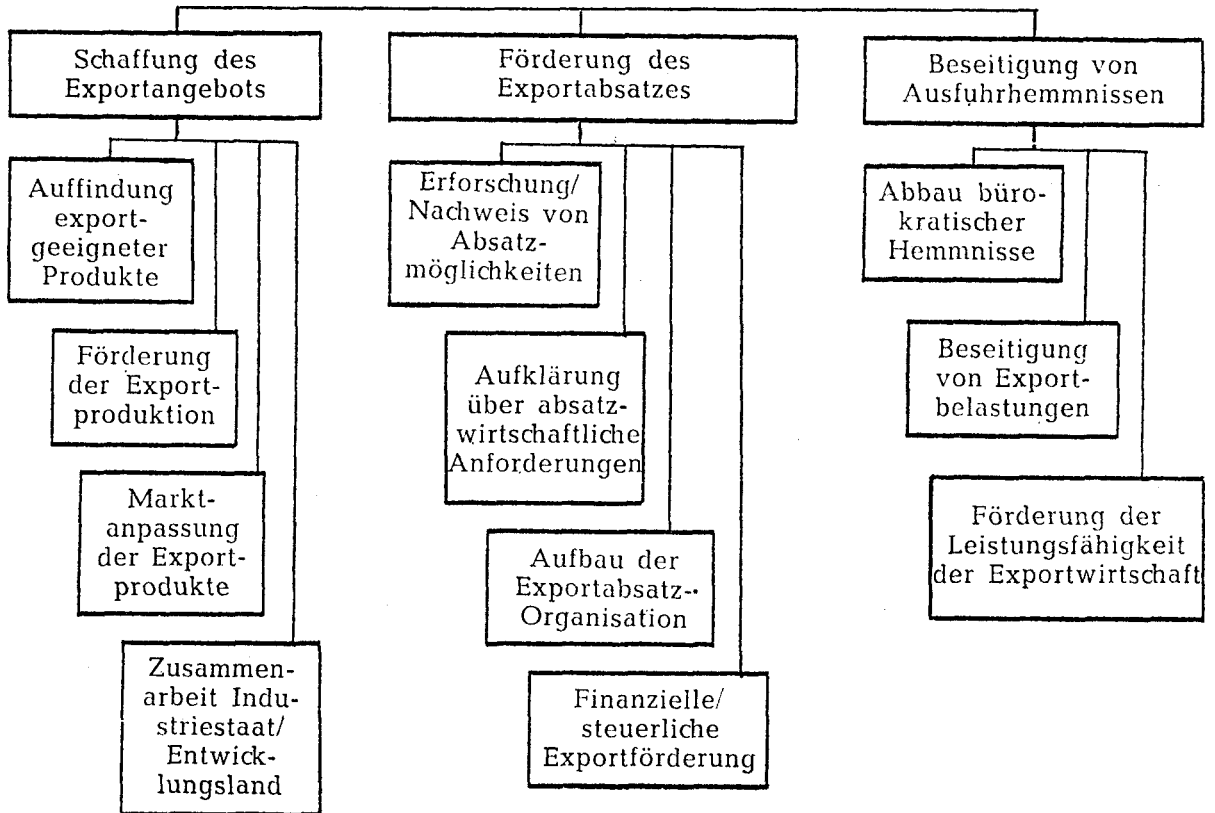 Schaffung des
Exportangebots
Auffindung
export-
geeigneter
Produkte
Förderung
der Export-
produktion
Markt-
anpassung
der Export-
produkte
Zusammen-
arbeit Indu-
striestaat/
Entwick-
lungsland
Förderung des
Exportabsatzes
Erforschung/
Nachweis von
Absatz-
möglichkeiten
Aufklärung
über absatz-
wirtschaftliche
Anforderungen
Aufbau der
Exportabsatz-
Organisation
Finanzielle/
steuerliche
Exportförderung
Beseitigung von
Ausfuhrhemmnissen
Abbau büro-
kratischer
Hemmnisse
Beseitigung
von Export-
belastungen
Förderung der
Leistungsfähigkeit
der Exportwirtschaft